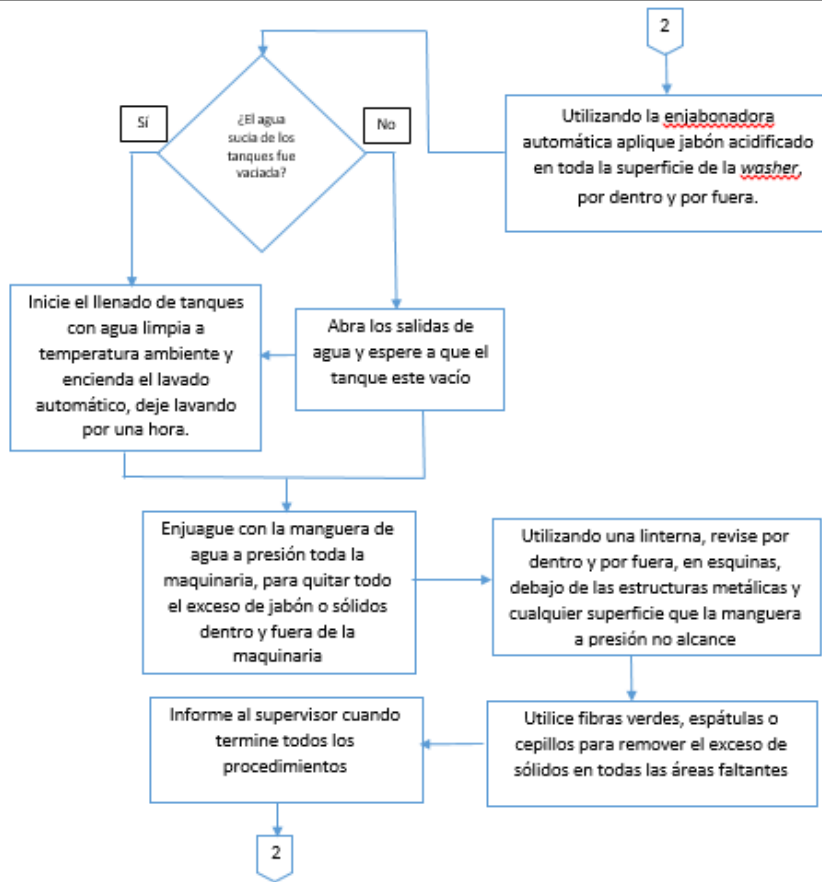 2
Utilizando la enjabonadora
automática aplique jabón acidificado
en toda la superficie de la washer,
por dentro y por fuera.
¿El agua
sucia de los
tanques fue
vaciada?
Sí
No
Inicie el llenado de tanques
con agua limpia a
temperatura ambiente y
encienda el lavado
automático, deje lavando
por una hora.
Abra los salidas de
agua y espere a que el
tanque este vacío
Enjuague con la manguera de
agua a presión toda la
maquinaria, para quitar todo
el exceso de jabón o sólidos
dentro y fuera de la
maquinaria
Utilizando una linterna, revise por
dentro y por fuera, en esquinas,
debajo de las estructuras metálicas y
cualquier superficie que la manguera
a presión no alcance
Utilice fibras verdes, espátulas o
cepillos para remover el exceso de
sólidos en todas las áreas faltantes
Informe al supervisor cuando
termine todos los
procedimientos
2